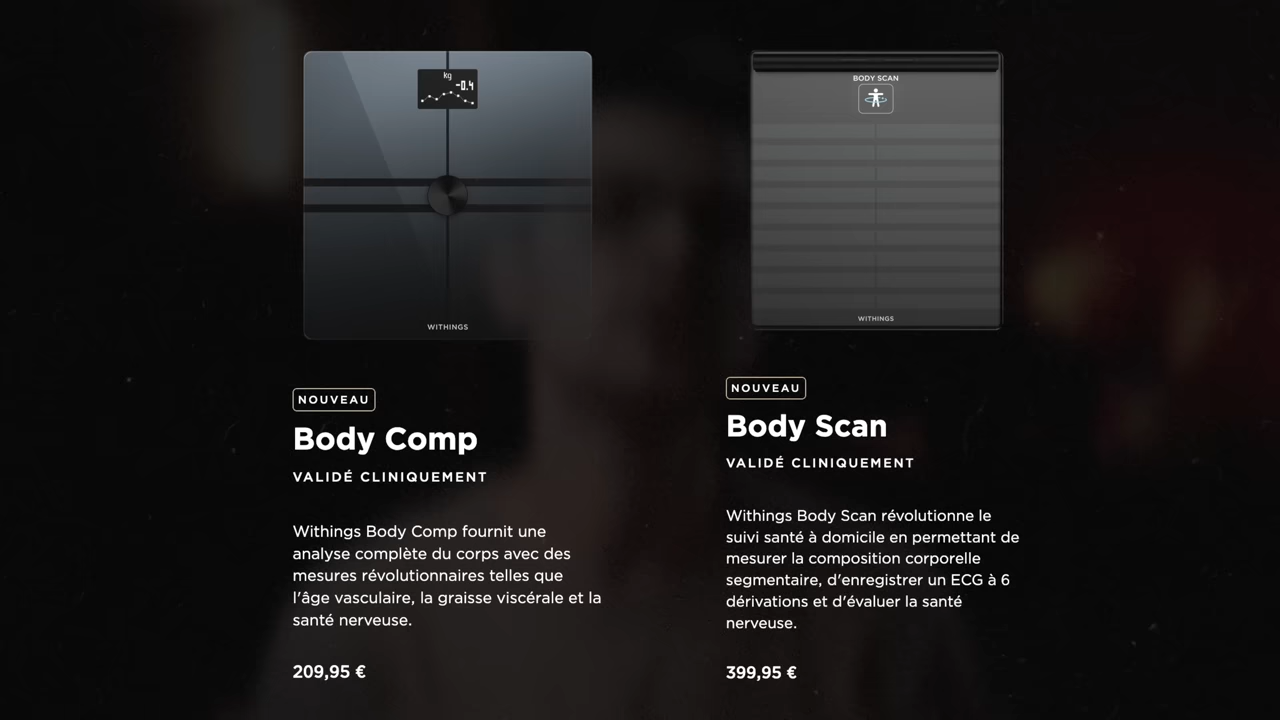 kg
-0.4
WITHINGS
NOUVEAU
Body Comp
VALIDÉ CLINIQUEMENT
Withings Body Comp fournit une
analyse complète du corps avec des
mesures révolutionnaires telles que
l'âge vasculaire, la graisse viscérale et la
santé nerveuse.
209,95 €
BODY SCAN
WITHINGS
NOUVEAU
Body Scan
VALIDÉ CLINIQUEMENT
Withings Body Scan révolutionne le
suivi santé à domicile en permettant de
mesurer la composition corporelle
segmentaire, d'enregistrer un ECG à 6
dérivations et d'évaluer la santé
nerveuse.
399,95 €